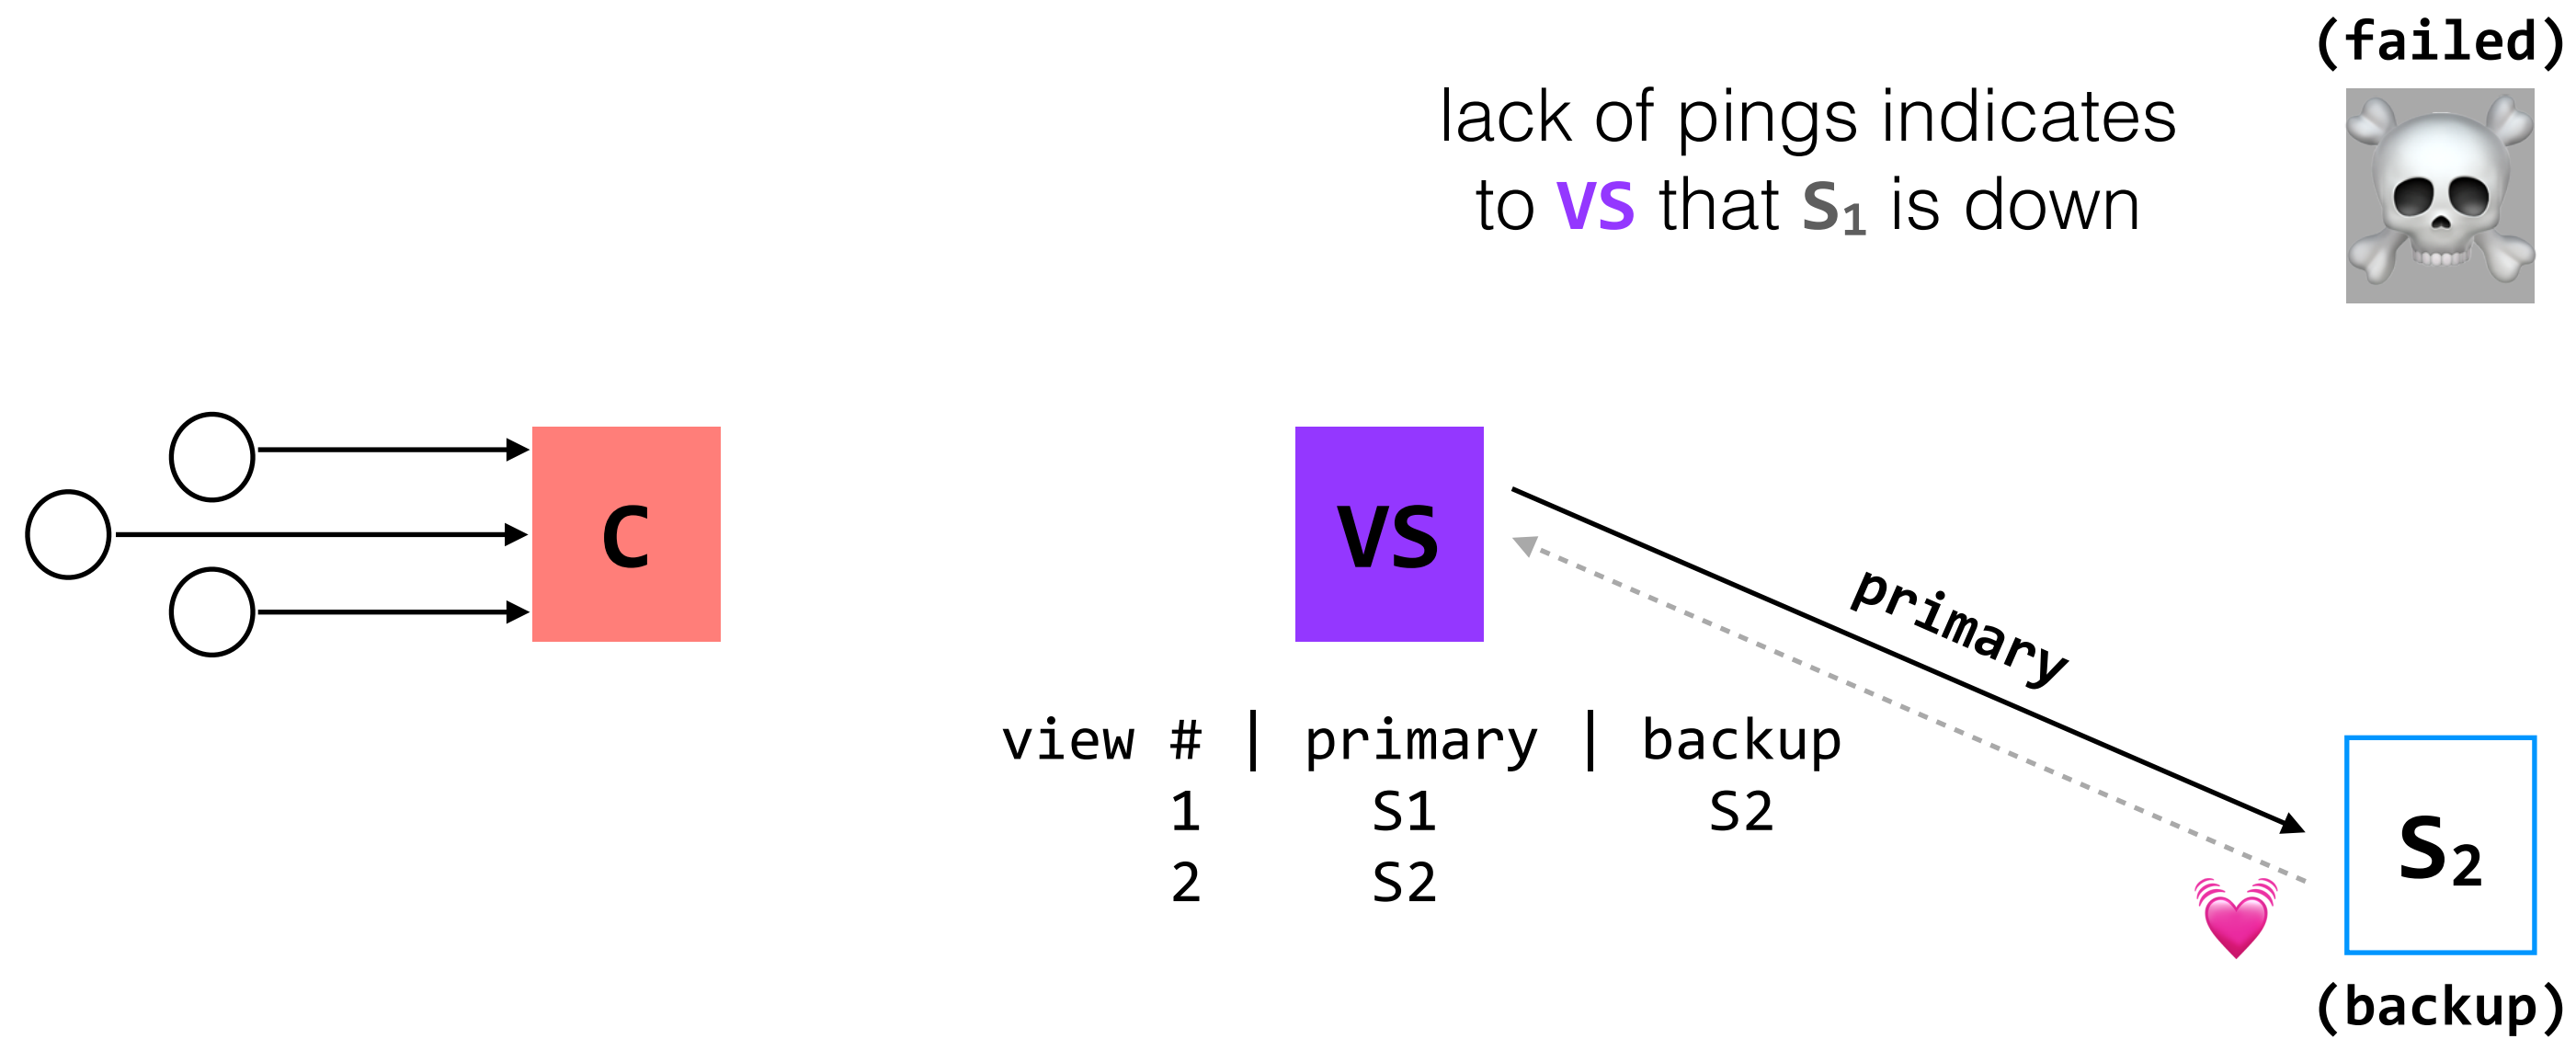 (failed)
lack of pings indicates
to VS that S₁ is down
C
VS
primary
view # | primary | backup
1 S1 S2
2 S2
S₂
(backup)